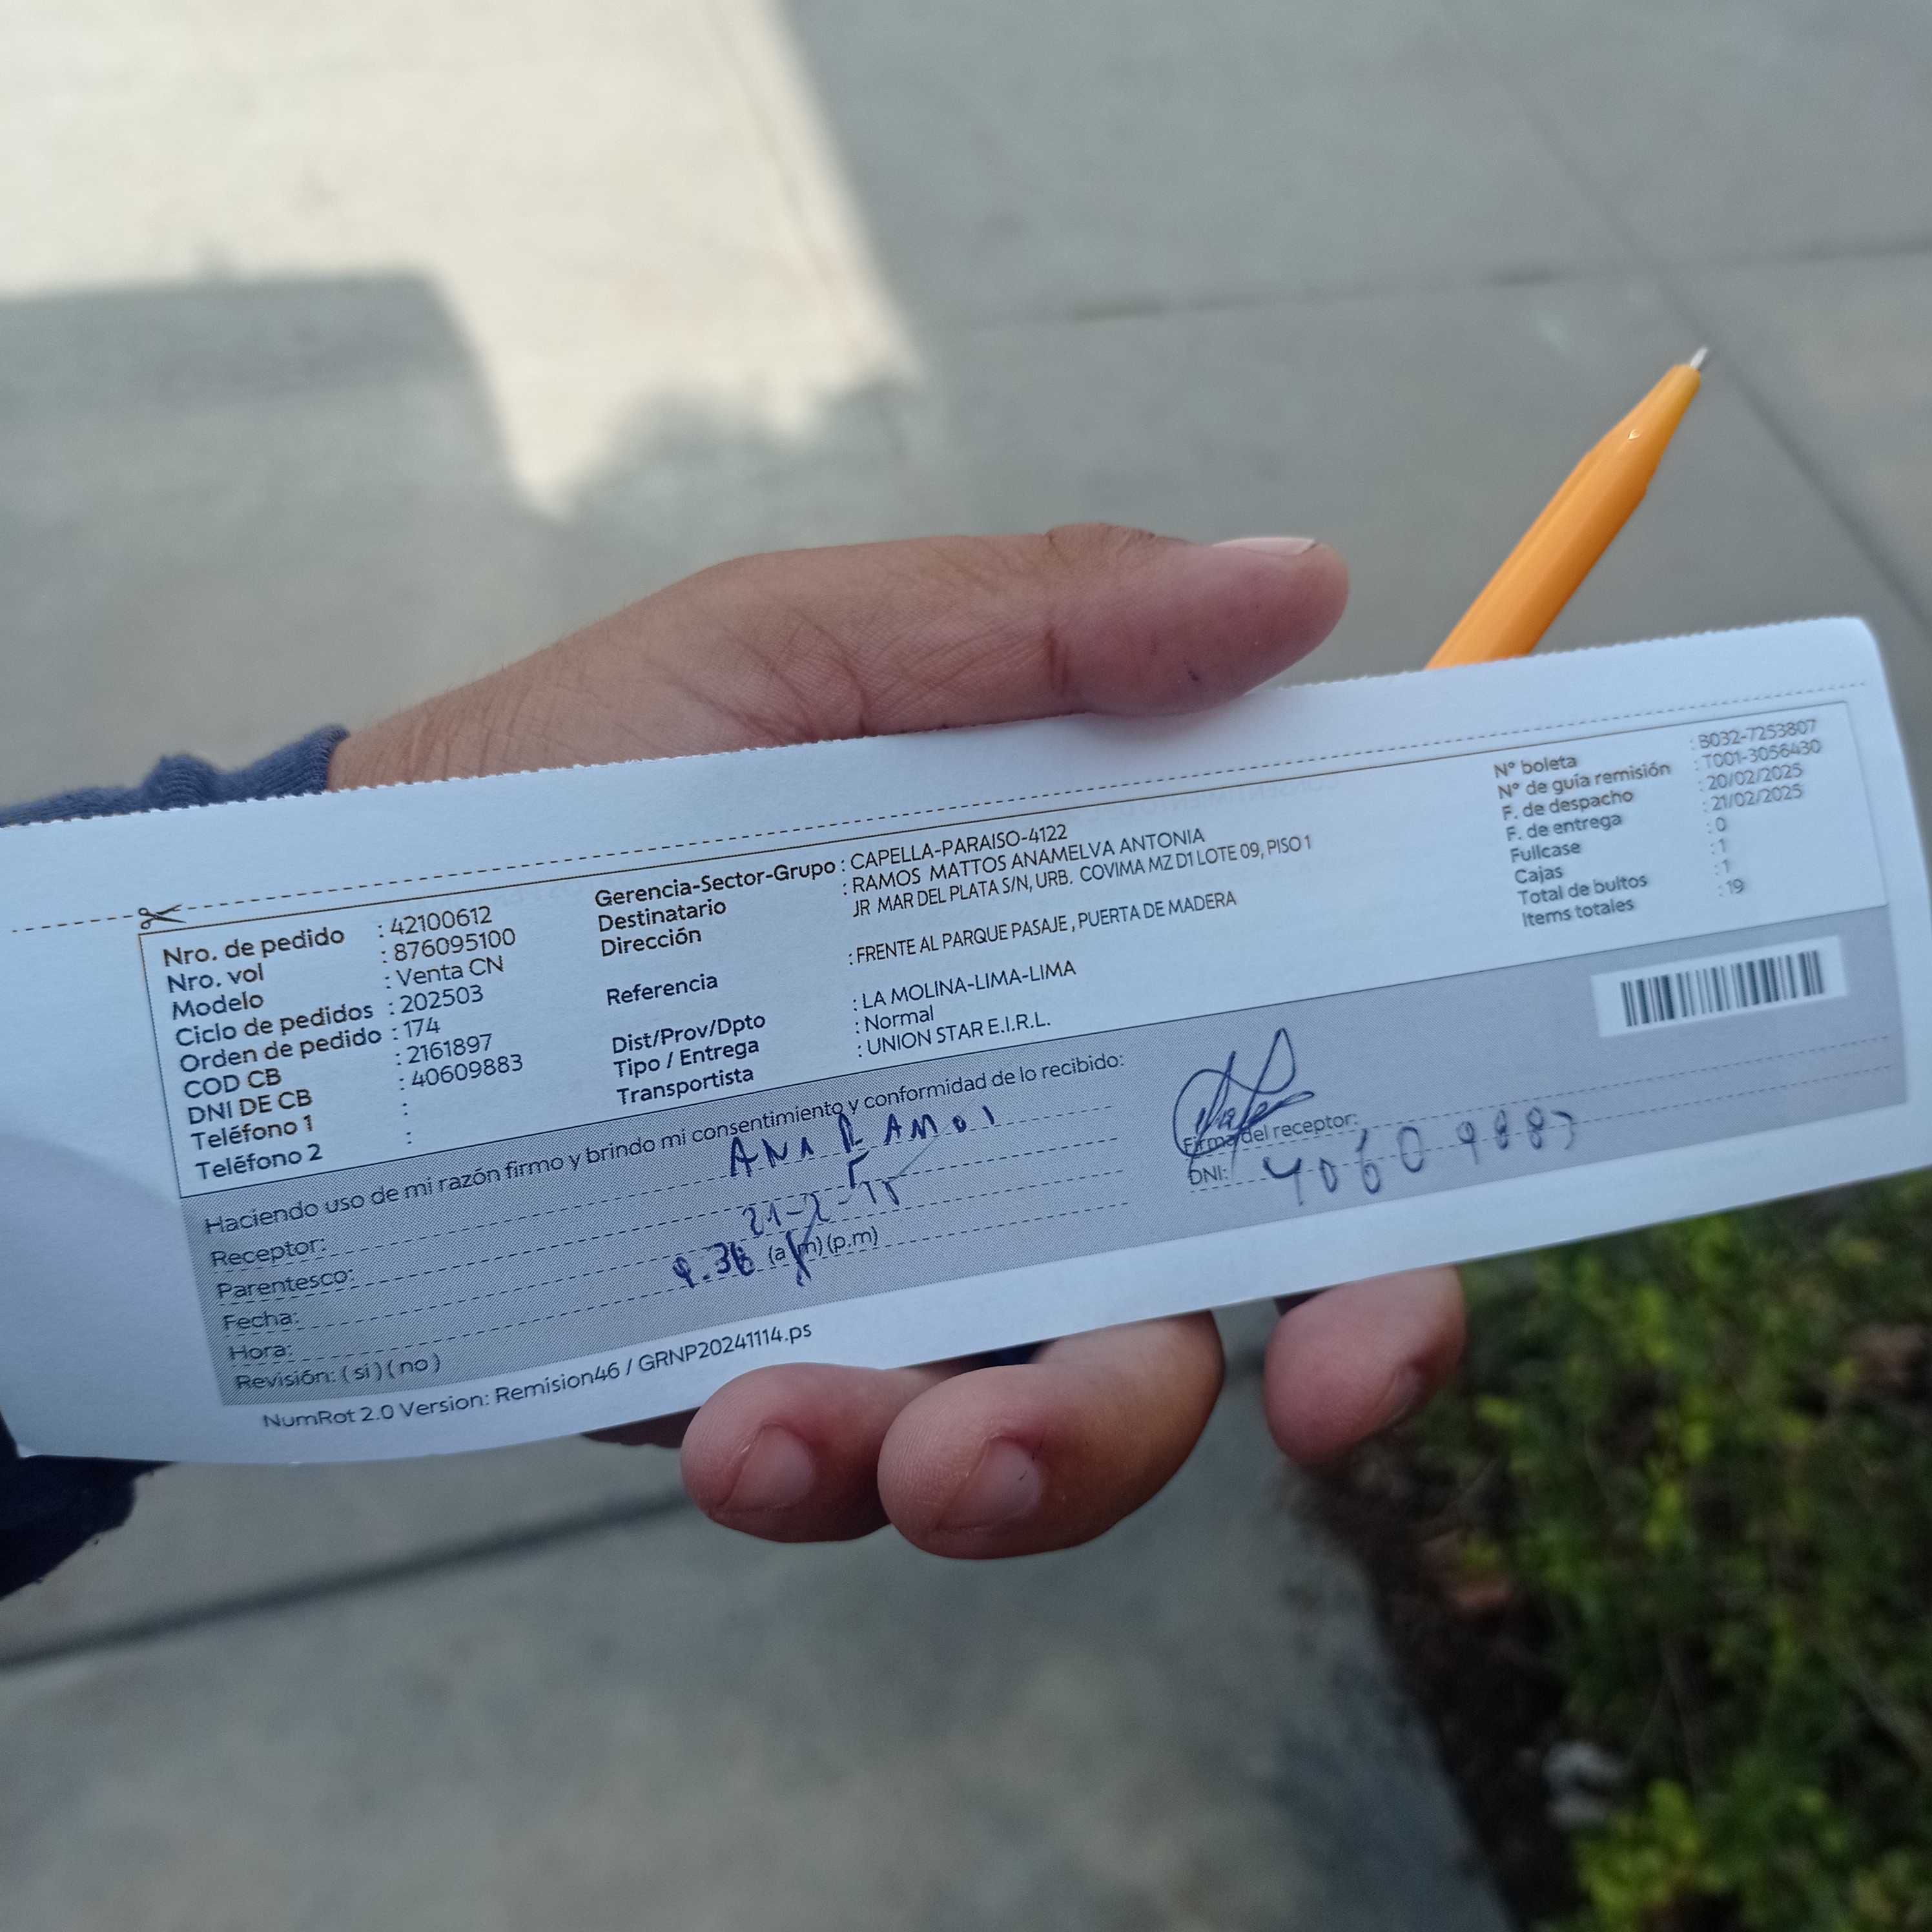 Nro. de pedido : 42100612
Nro. vol : 876095100
Modelo : Venta CN
Ciclo de pedidos : 202503
Orden de pedido : 174
COD CB : 2161897
DNI DE CB : 40609883
Teléfono 1 :
Teléfono 2 :
Gerencia-Sector-Grupo : CAPELLA-PARAISO-4122
Destinatario : RAMOS MATTOS ANAMELVA ANTONIA
Dirección JR MAR DEL PLATA S/N, URB. COVIMA MZ D1 LOTE 09, PISO 1
Referencia : FRENTE AL PARQUE PASAJE , PUERTA DE MADERA
Dist/Prov/Dpto : LA MOLINA-LIMA-LIMA
Tipo / Entrega : Normal
Transportista : UNION STAR E.I.R.L.
N° boleta : B032-7253807
N° de guía remisión : T001-3056430
F. de despacho : 20/02/2025
F. de entrega : 21/02/2025
Fullcase : 0
Cajas : 1
Total de bultos : 1
Items totales : 19
Haciendo uso de mi razón firmo y brindo mi consentimiento y conformidad de lo recibido:
Receptor: ANA RAMOS
Parentesco:
Fecha: 21-2-
Hora: 9.38 (a.m) (p.m)
Revisión: ( si ) ( no )
Firma del receptor:
DNI: 40609883
NumRot 2.0 Version: Remision46 / GRNP20241114.ps